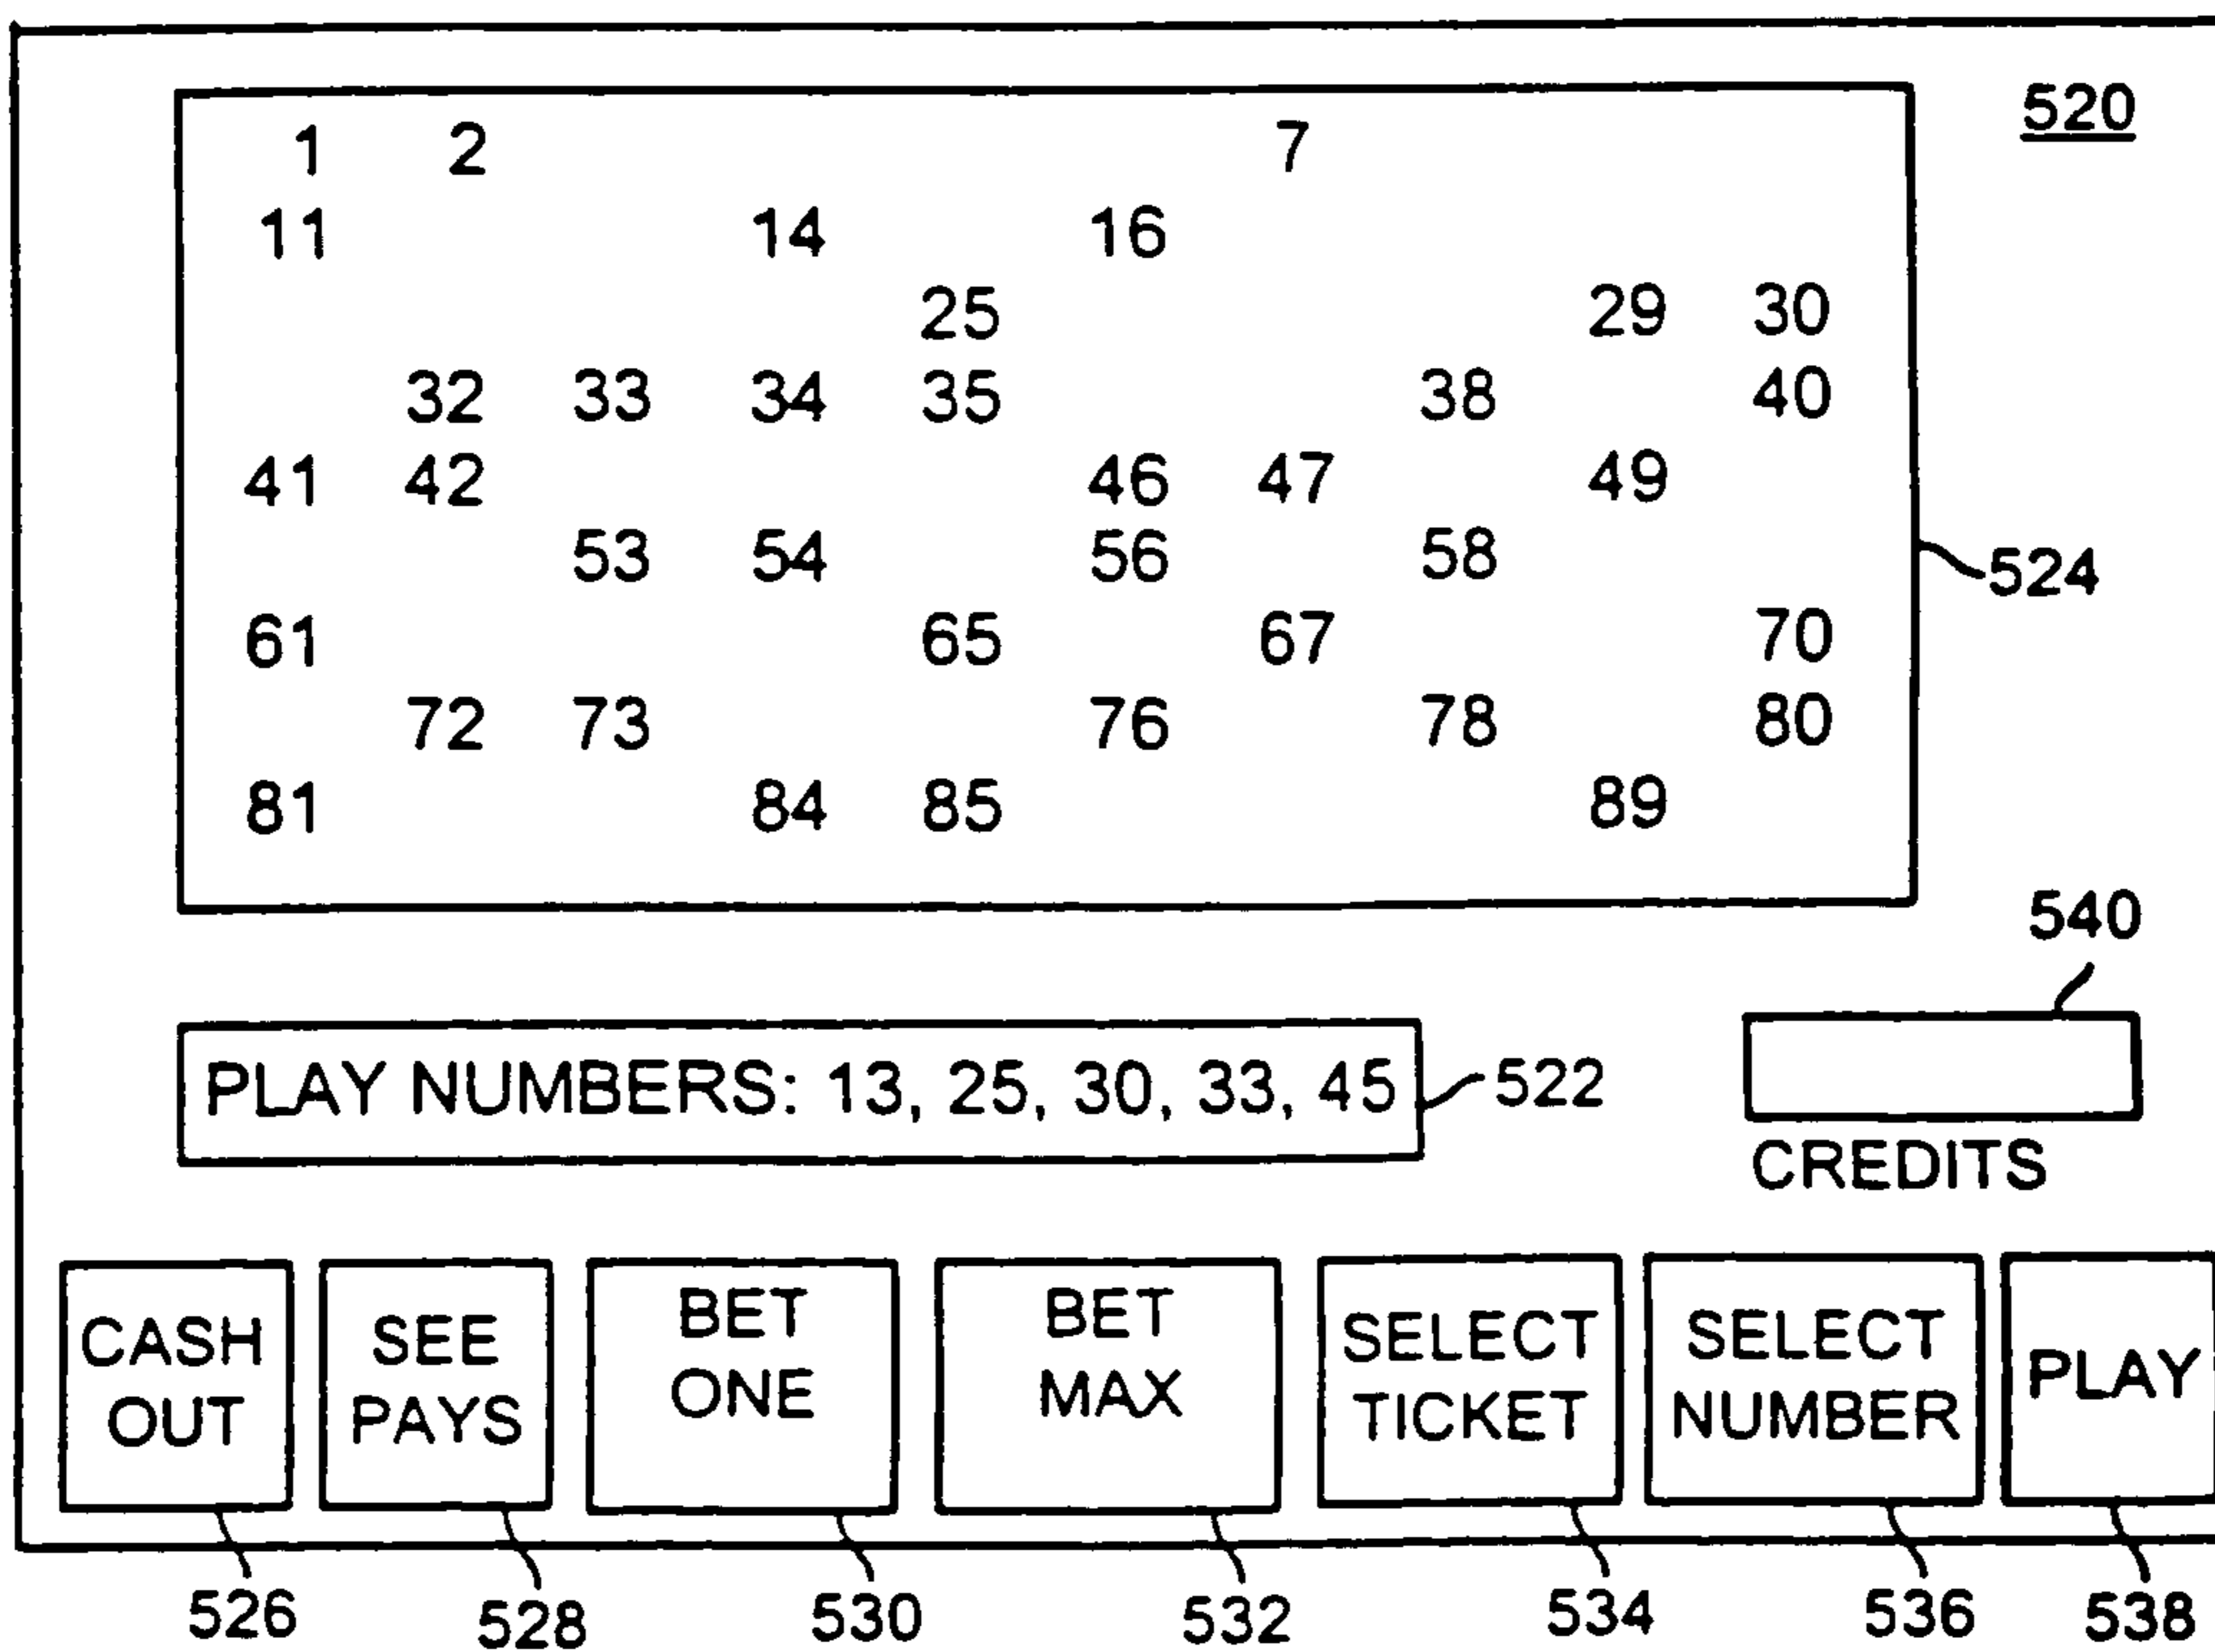 520
1 2 7
11 14 16
25 29 30
32 33 34 35 38 40
41 42 46 47 49
53 54 56 58
524
61 65 67 70
72 73 76 78 80
81 84 85 89
540
PLAY NUMBERS: 13, 25, 30, 33, 45
522
CREDITS
CASH
OUT
SEE
PAYS
BET
ONE
BET
MAX
SELECT
TICKET
SELECT
NUMBER
PLAY
526 528 530 532 534 536 538